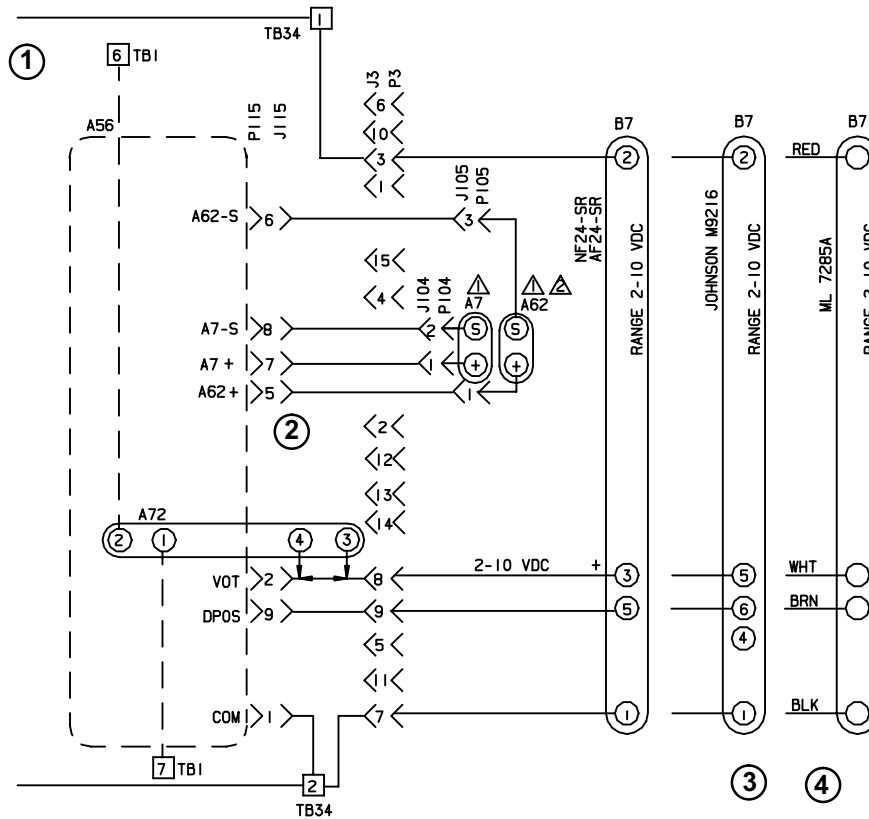 1
TB34
1
6 TB1
A56
P115
J115
J3
P3
6
10
3
1
B7
2
B7
2
RED
B7
J105
P105
A62-S
6
3
NF24-SR
AF24-SR
RANGE 2-10 VDC
JOHNSON M9216
RANGE 2-10 VDC
ML 7285A
RANGE 2-10 VDC
15
4
J104
P104
1
A7
1
2
A62
A7-S
8
2
S
S
A7+
7
1
+
+
A62+
5
1
2
2
12
13
14
A72
2
1
4
3
VOT
2
8
2-10 VDC
+
3
5
WHT
DPOS
9
9
5
6
BRN
4
5
11
COM
1
7
1
1
BLK
7 TB1
2
TB34
3
4